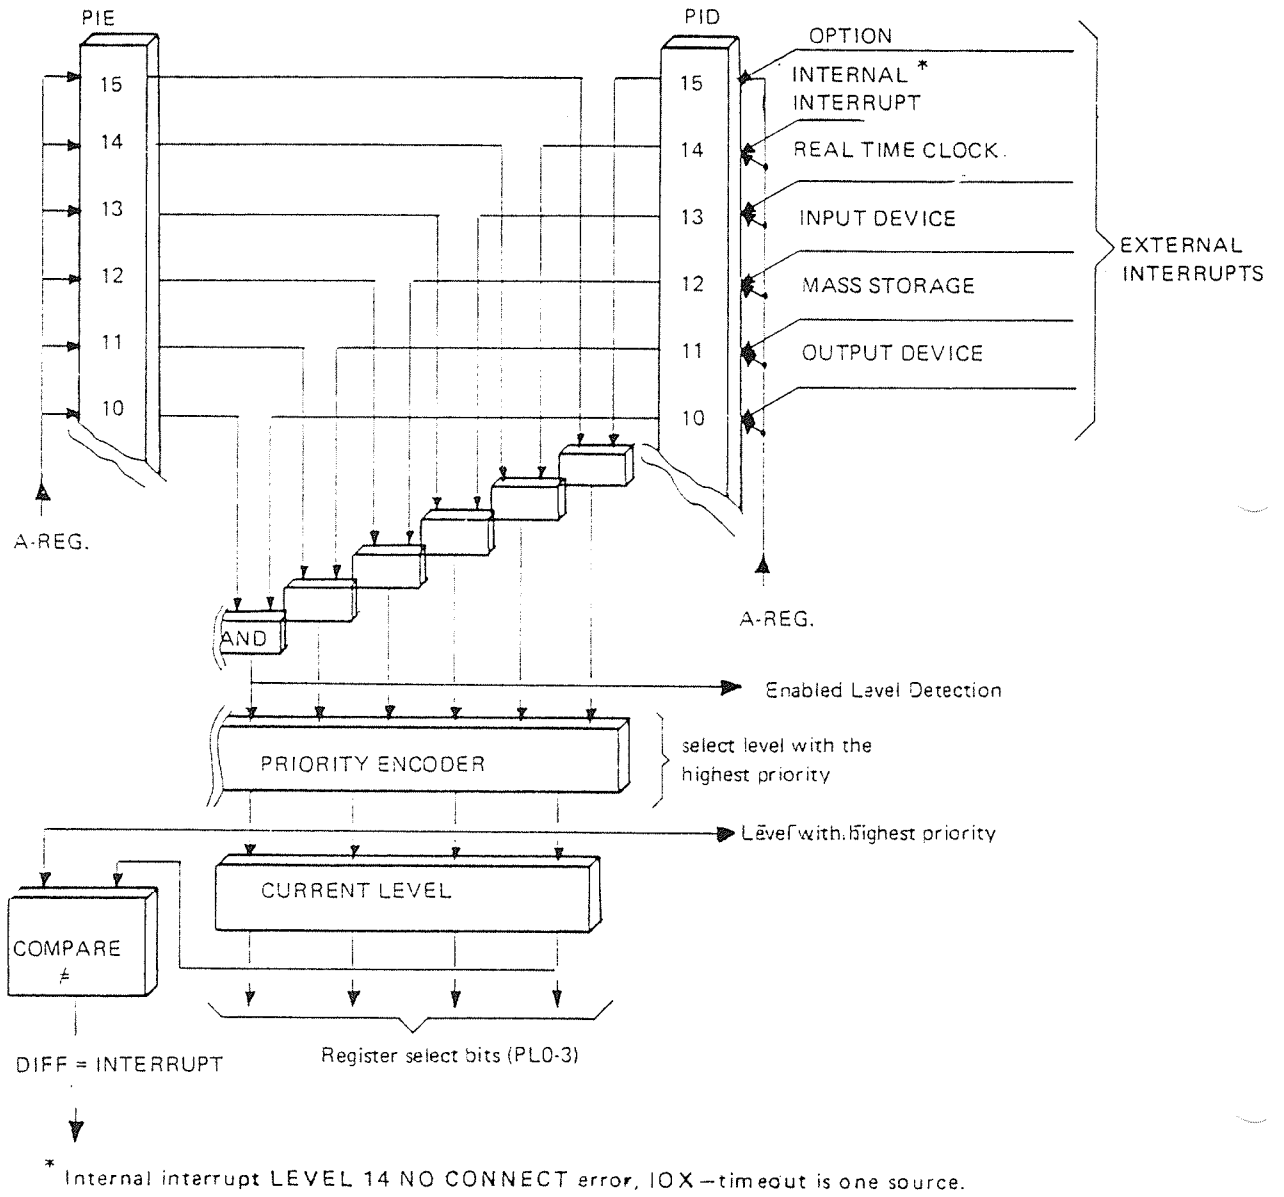 PIE
PID
OPTION
15
15
INTERNAL *
INTERRUPT
14
14
REAL TIME CLOCK.
13
13
INPUT DEVICE
EXTERNAL
INTERRUPTS
12
12
MASS STORAGE
11
11
OUTPUT DEVICE
10
10
A-REG.
A-REG.
AND
Enabled Level Detection
PRIORITY ENCODER
select level with the
highest priority
Level with highest priority
CURRENT LEVEL
COMPARE
≠
Register select bits (PL0-3)
DIFF = INTERRUPT
* Internal interrupt LEVEL 14 NO CONNECT error, IOX-timeout is one source.